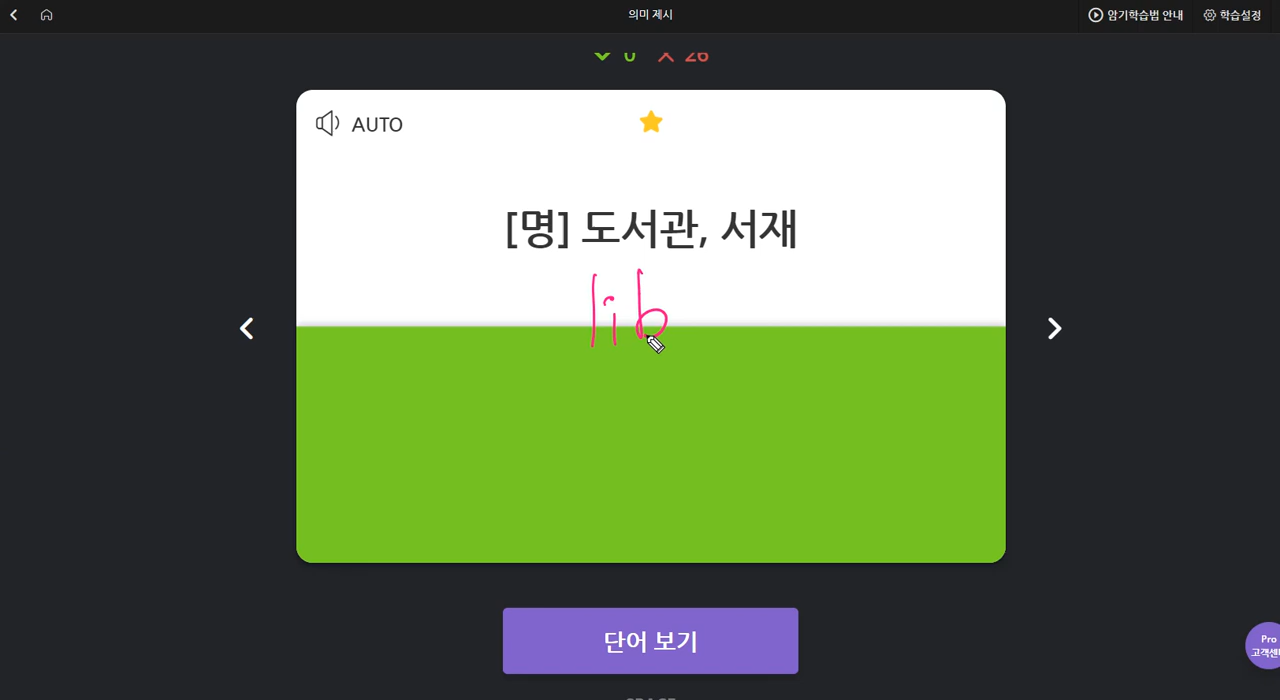 의미 제시
암기학습법 안내
학습설정
0 26
AUTO
[명] 도서관, 서재
lib
단어 보기
Pro